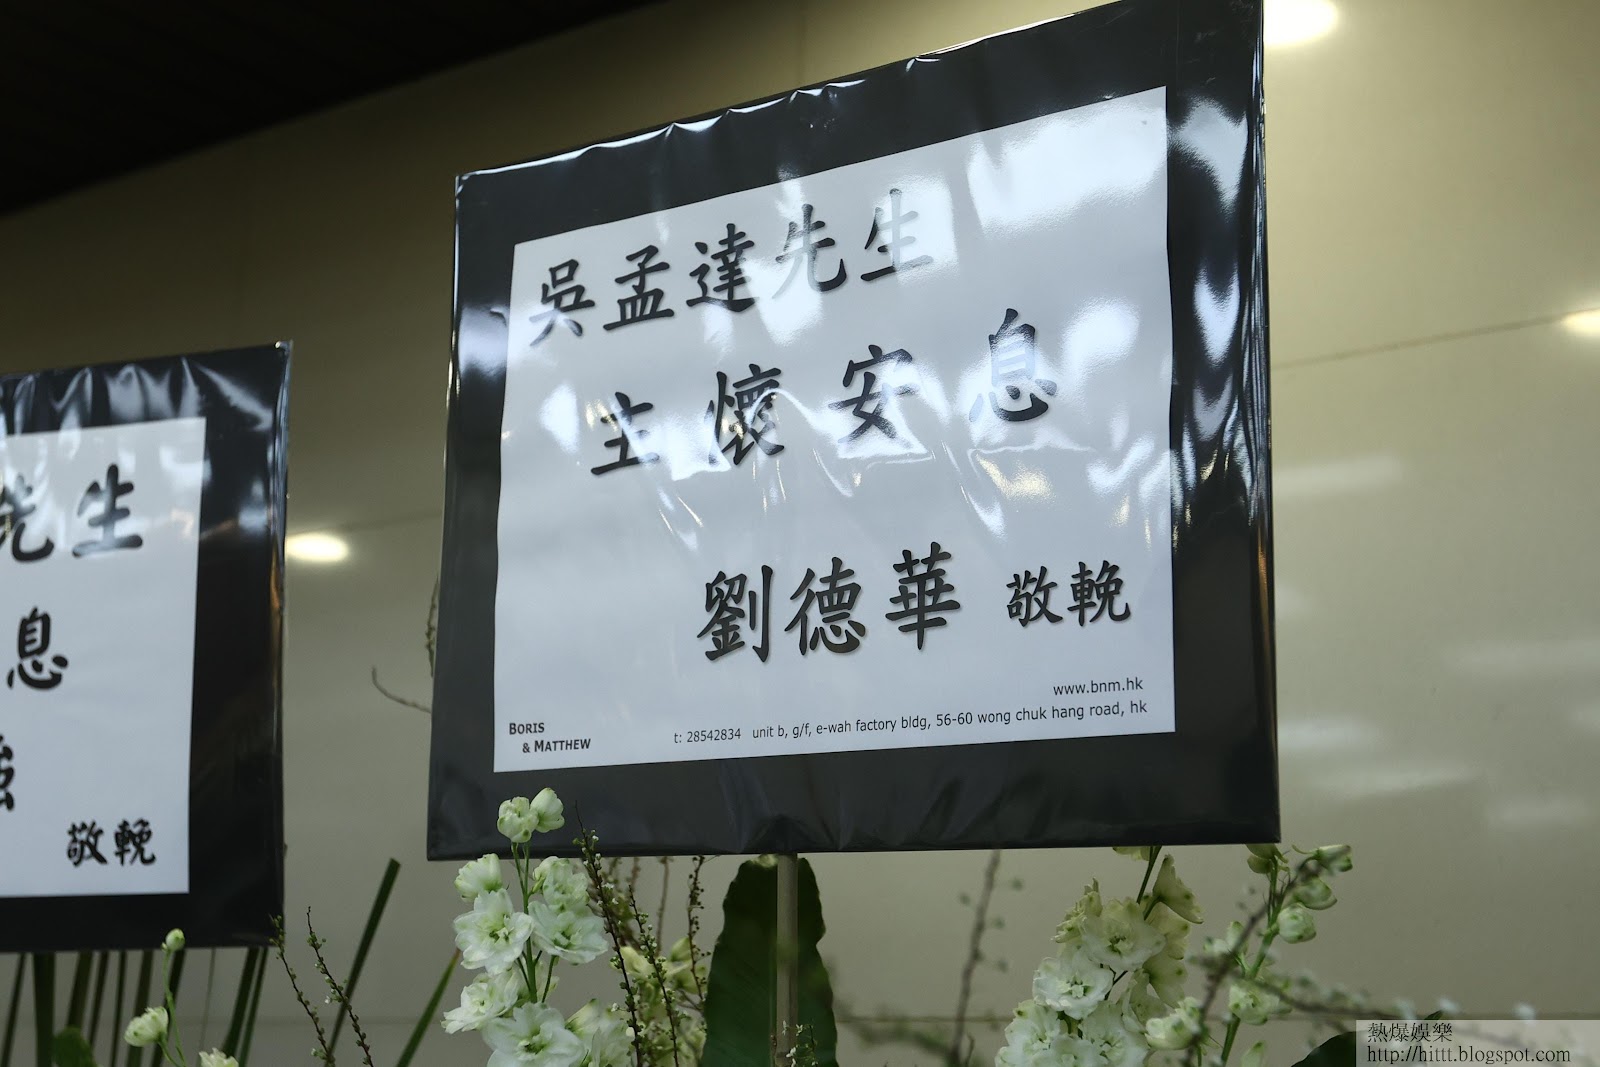 吳孟達先生
主懷安息
劉德華 敬輓
www.bnm.hk
BORIS
& MATTHEW
t: 28542834 unit b, g/f, e-wah factory bldg, 56-60 wong chuk hang road, hk
先生
息
敬輓
熱爆娛樂
http://hittt.blogspot.com